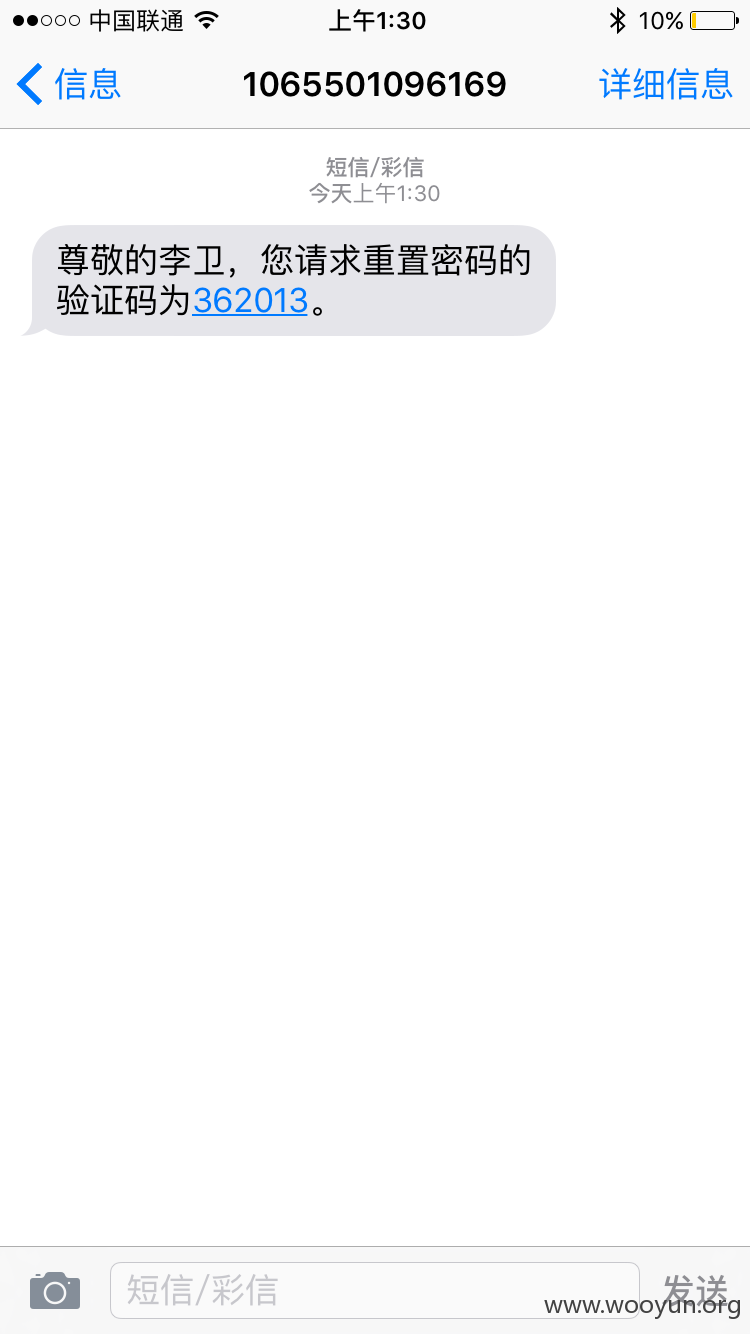 中国联通 上午1:30 10%
信息 1065501096169 详细信息
短信/彩信
今天上午1:30
尊敬的李卫，您请求重置密码的
验证码为362013。
短信/彩信 发送
www.wooyun.org